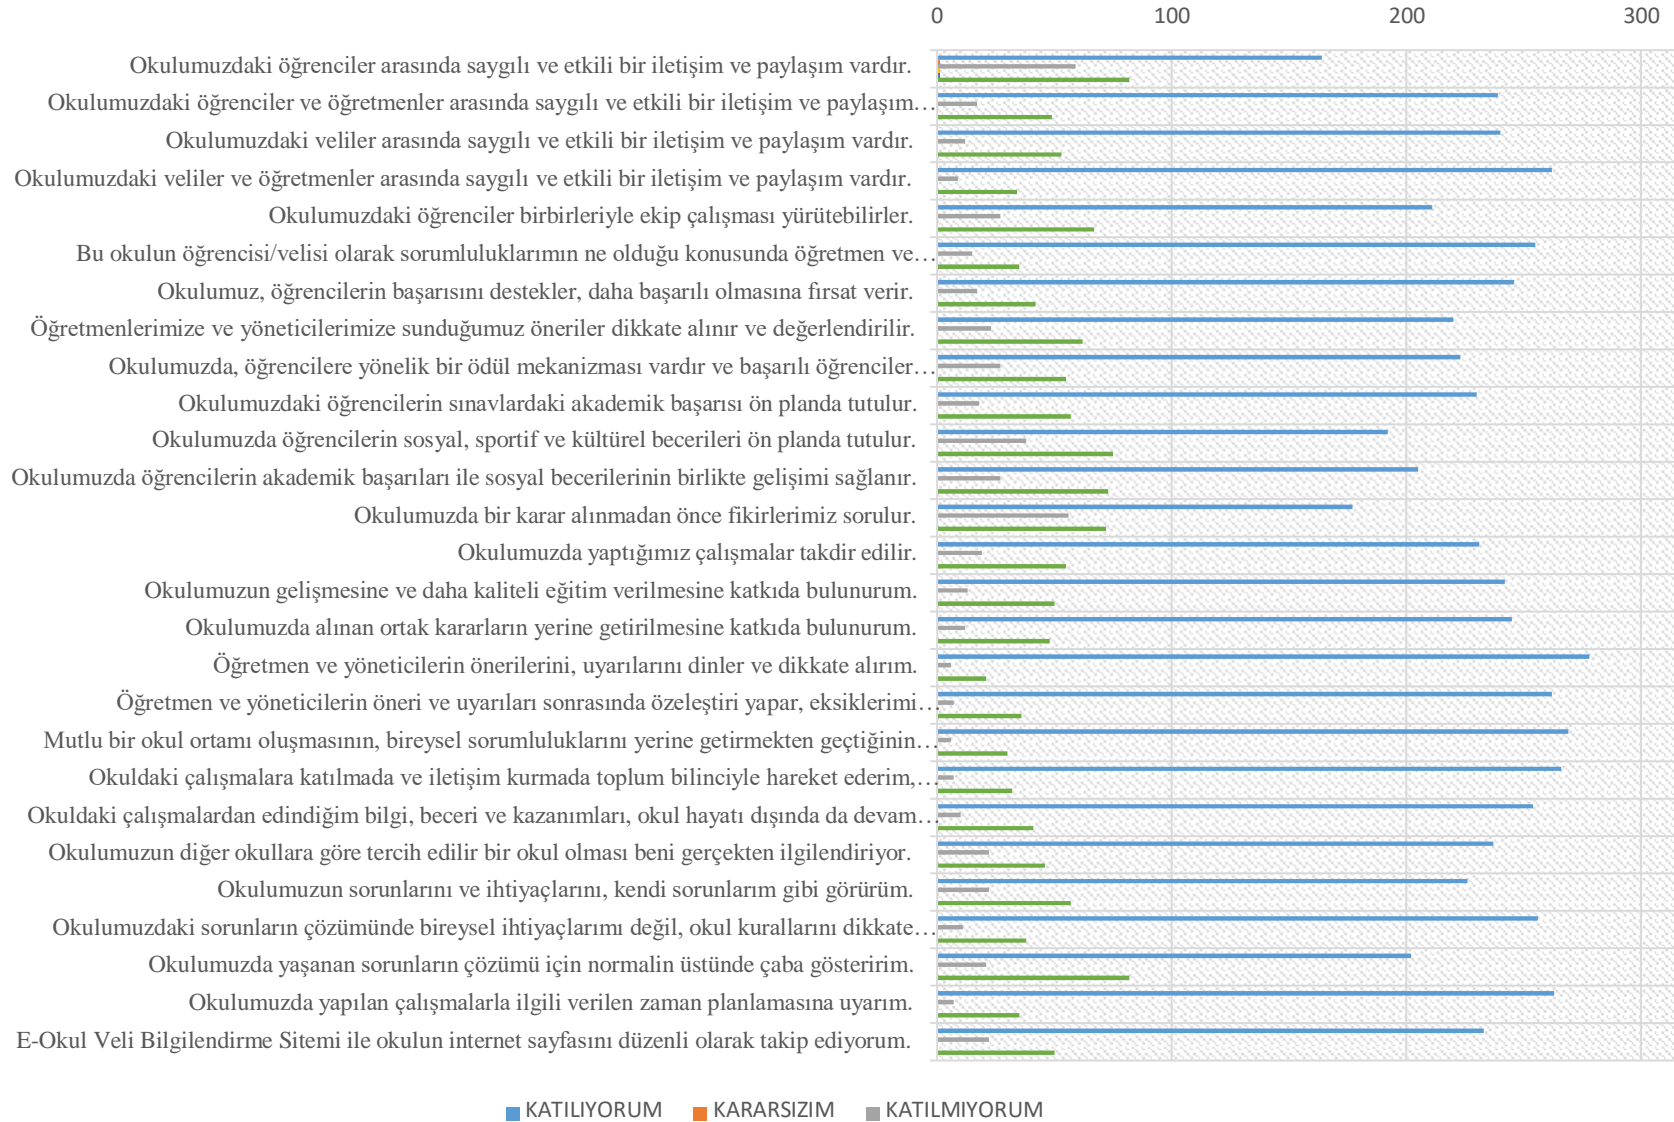 0 100 200 300
Okulumuzdaki öğrenciler arasında saygılı ve etkili bir iletişim ve paylaşım vardır.
Okulumuzdaki öğrenciler ve öğretmenler arasında saygılı ve etkili bir iletişim ve paylaşım…
Okulumuzdaki veliler arasında saygılı ve etkili bir iletişim ve paylaşım vardır.
Okulumuzdaki veliler ve öğretmenler arasında saygılı ve etkili bir iletişim ve paylaşım vardır.
Okulumuzdaki öğrenciler birbirleriyle ekip çalışması yürütebilirler.
Bu okulun öğrencisi/velisi olarak sorumluluklarımın ne olduğu konusunda öğretmen ve…
Okulumuz, öğrencilerin başarısını destekler, daha başarılı olmasına fırsat verir.
Öğretmenlerimize ve yöneticilerimize sunduğumuz öneriler dikkate alınır ve değerlendirilir.
Okulumuzda, öğrencilere yönelik bir ödül mekanizması vardır ve başarılı öğrenciler…
Okulumuzdaki öğrencilerin sınavlardaki akademik başarısı ön planda tutulur.
Okulumuzda öğrencilerin sosyal, sportif ve kültürel becerileri ön planda tutulur.
Okulumuzda öğrencilerin akademik başarıları ile sosyal becerilerinin birlikte gelişimi sağlanır.
Okulumuzda bir karar alınmadan önce fikirlerimiz sorulur.
Okulumuzda yaptığımız çalışmalar takdir edilir.
Okulumuzun gelişmesine ve daha kaliteli eğitim verilmesine katkıda bulunurum.
Okulumuzda alınan ortak kararların yerine getirilmesine katkıda bulunurum.
Öğretmen ve yöneticilerin önerilerini, uyarılarını dinler ve dikkate alırım.
Öğretmen ve yöneticilerin öneri ve uyarıları sonrasında özeleştiri yapar, eksiklerimi…
Mutlu bir okul ortamı oluşmasının, bireysel sorumluluklarını yerine getirmekten geçtiğinin…
Okuldaki çalışmalara katılmada ve iletişim kurmada toplum bilinciyle hareket ederim,…
Okuldaki çalışmalardan edindiğim bilgi, beceri ve kazanımları, okul hayatı dışında da devam…
Okulumuzun diğer okullara göre tercih edilir bir okul olması beni gerçekten ilgilendiriyor.
Okulumuzun sorunlarını ve ihtiyaçlarını, kendi sorunlarım gibi görürüm.
Okulumuzdaki sorunların çözümünde bireysel ihtiyaçlarımı değil, okul kurallarını dikkate…
Okulumuzda yaşanan sorunların çözümü için normalin üstünde çaba gösteririm.
Okulumuzda yapılan çalışmalarla ilgili verilen zaman planlamasına uyarım.
E-Okul Veli Bilgilendirme Sitemi ile okulun internet sayfasını düzenli olarak takip ediyorum.
KATILIYORUM KARARSIZIM KATILMIYORUM